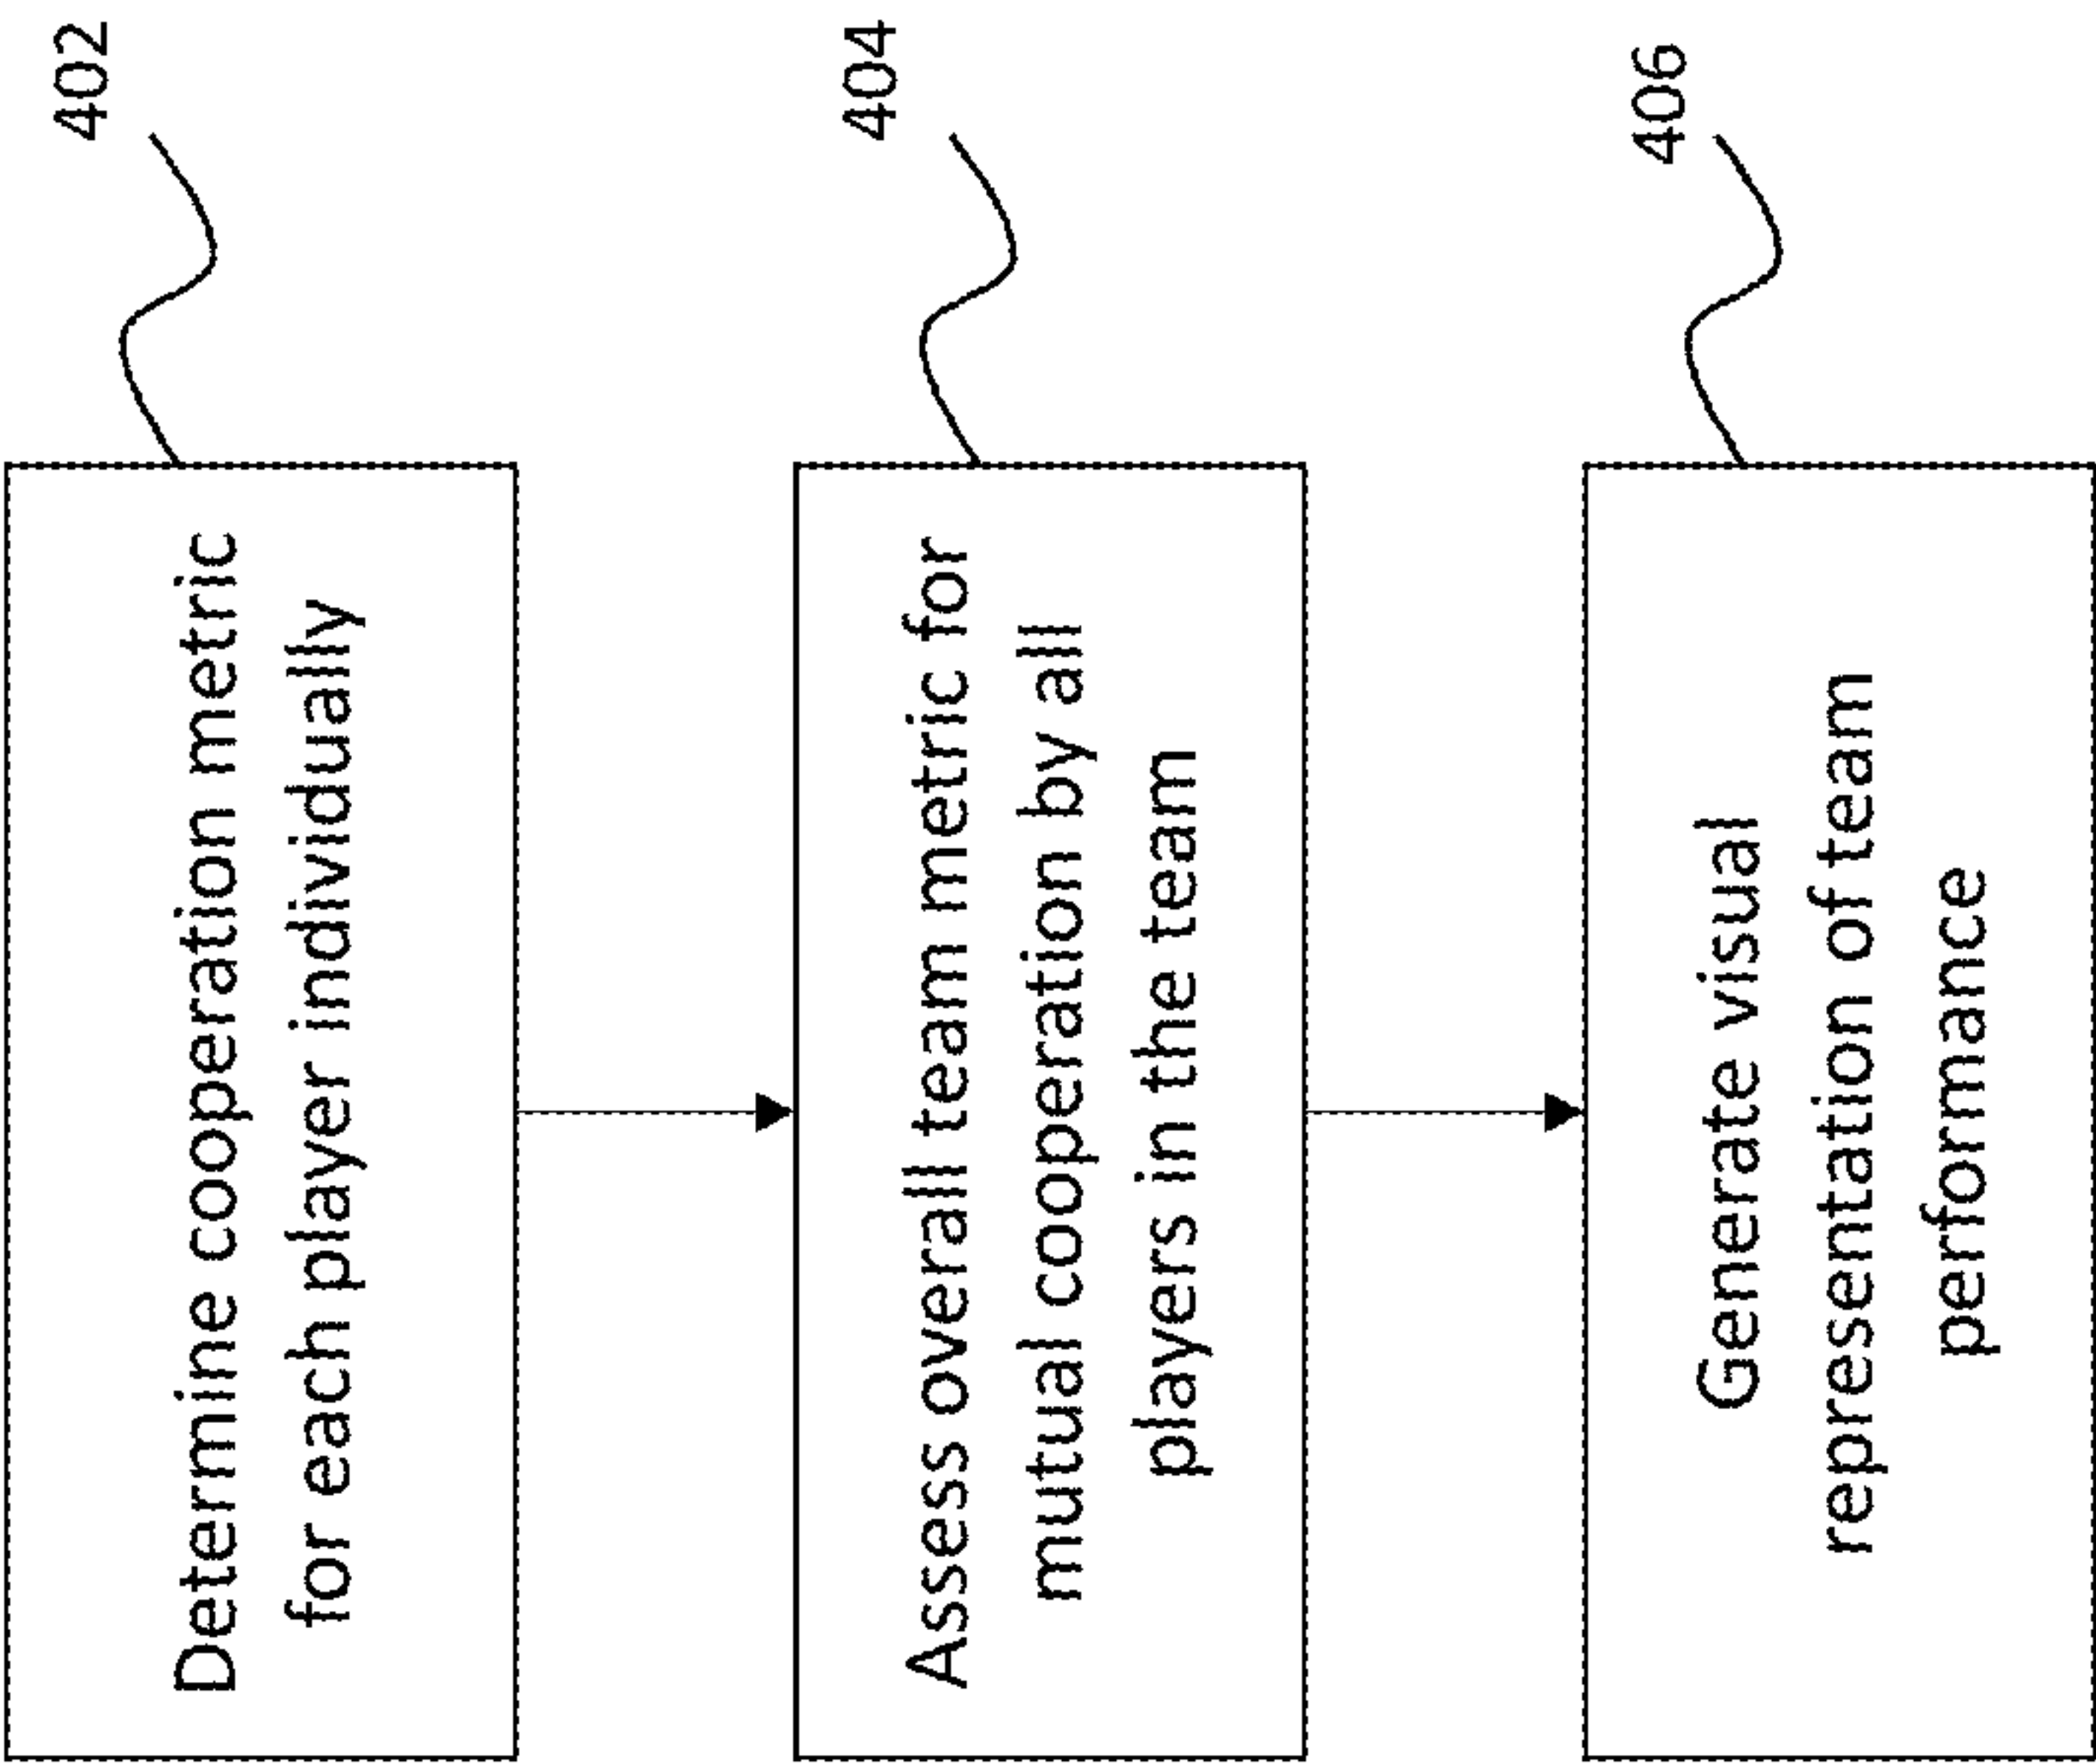 402
Determine cooperation metric
for each player individually
404
Assess overall team metric for
mutual cooperation by all
players in the team
406
Generate visual
representation of team
performance